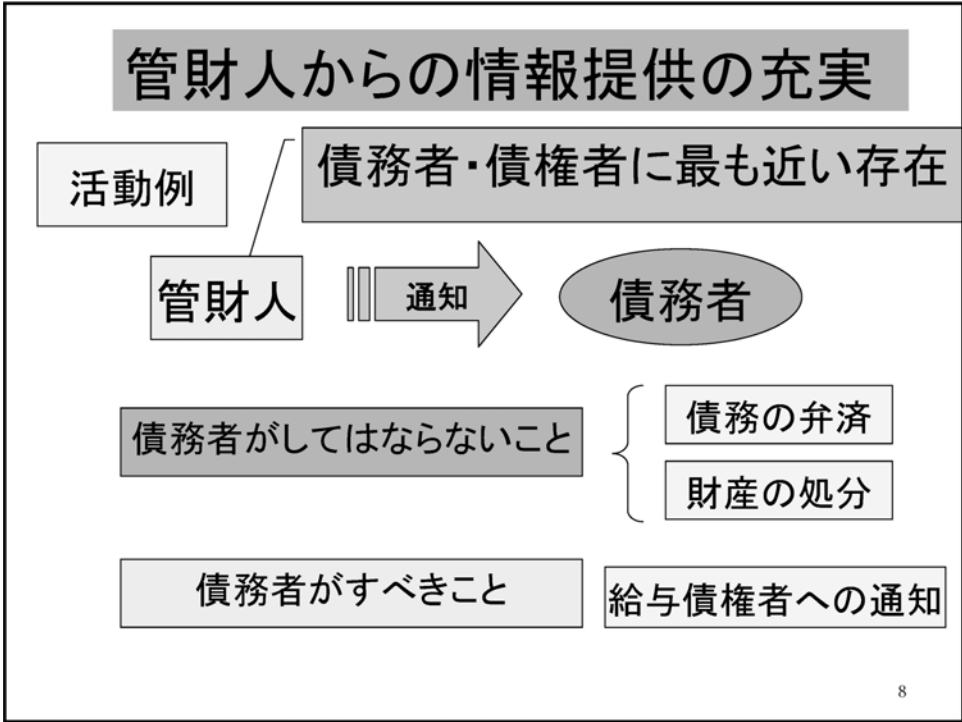 管財人からの情報提供の充実
活動例
債務者・債権者に最も近い存在
管財人
通知
債務者
債務者がしてはならないこと
債務の弁済
財産の処分
債務者がすべきこと
給与債権者への通知
8